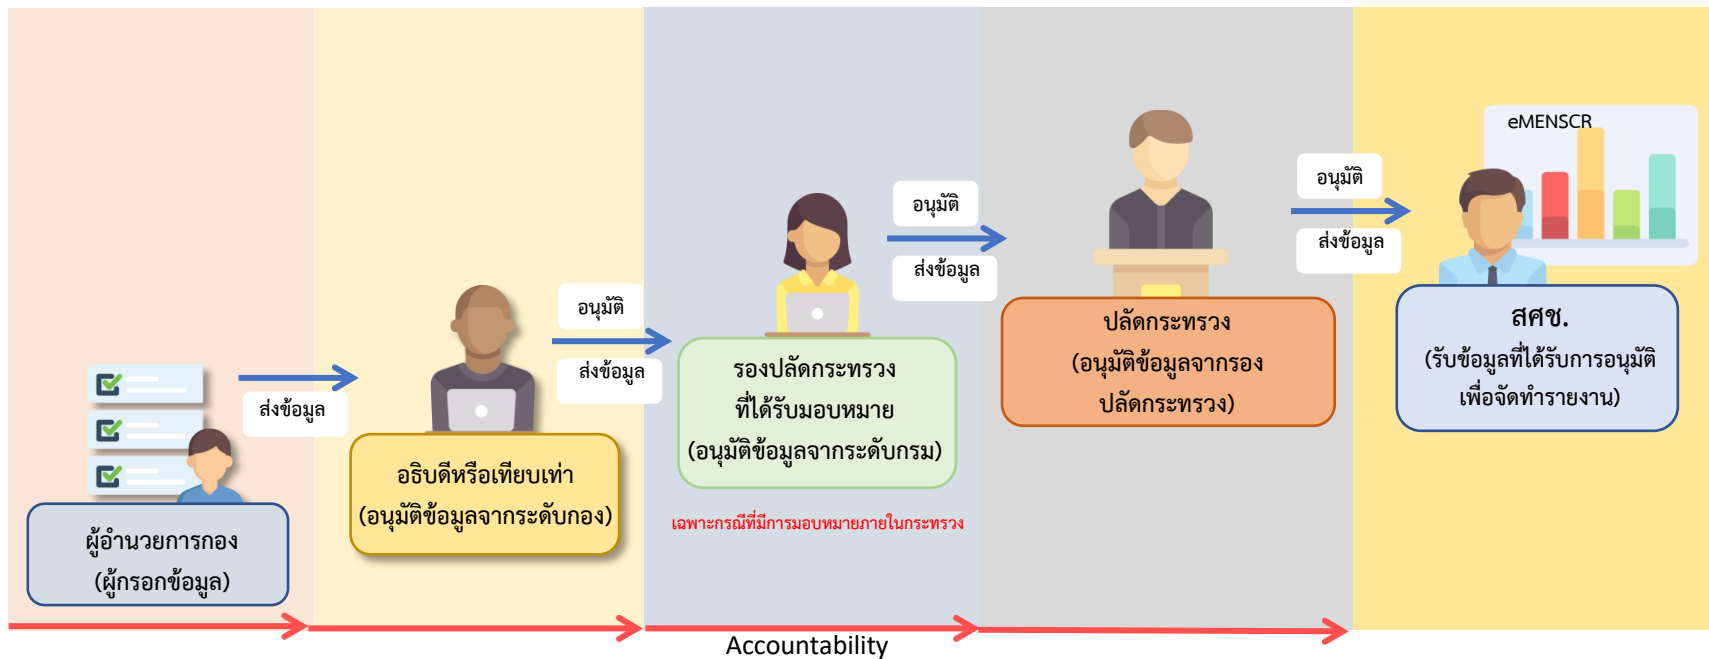 ส่งข้อมูล
ผู้อำนวยการกอง
(ผู้กรอกข้อมูล)
อนุมัติ
ส่งข้อมูล
อธิบดีหรือเทียบเท่า
(อนุมัติข้อมูลจากระดับกอง)
อนุมัติ
ส่งข้อมูล
รองปลัดกระทรวง
ที่ได้รับมอบหมาย
(อนุมัติข้อมูลจากระดับกรม)
เฉพาะกรณีที่มีการมอบหมายภายในกระทรวง
อนุมัติ
ส่งข้อมูล
ปลัดกระทรวง
(อนุมัติข้อมูลจากรอง
ปลัดกระทรวง)
eMENSCR
สศช.
(รับข้อมูลที่ได้รับการอนุมัติ
เพื่อจัดทำรายงาน)
Accountability